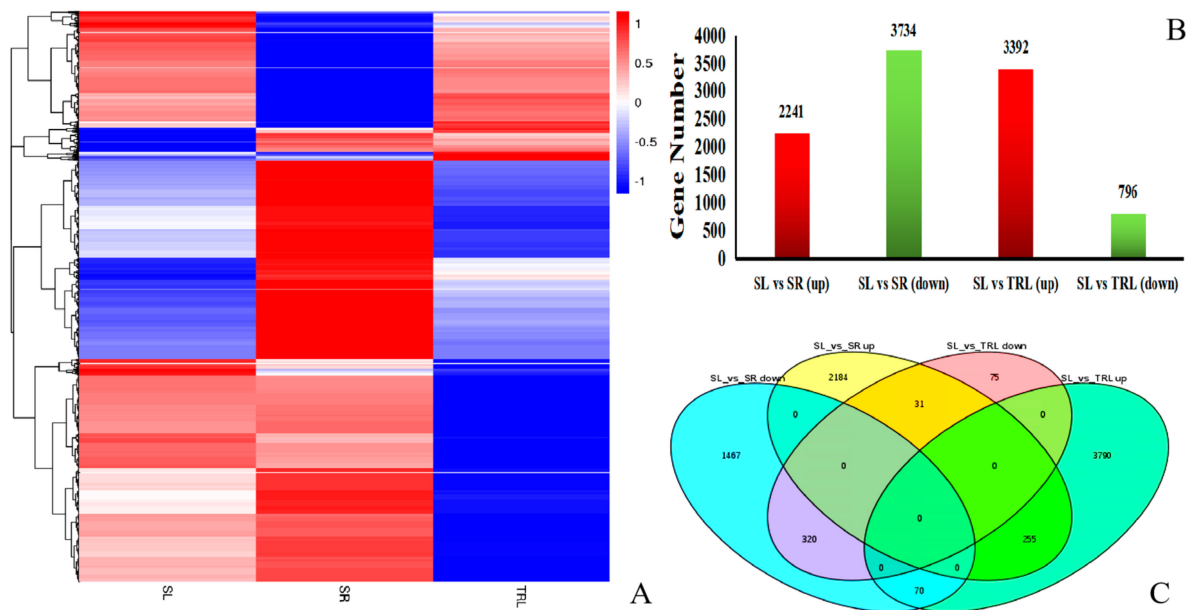 1
0.5
0
-0.5
-1
SL
SR
TRL
A
B
Gene Number
4000
3500
3000
2500
2000
1500
1000
500
0
2241
3734
3392
796
SL vs SR (up)
SL vs SR (down)
SL vs TRL (up)
SL vs TRL (down)
SL_vs_SR down
SL_vs_SR up
SL_vs_TRL down
SL_vs_TRL up
2184
75
0
31
0
1467
0
0
3790
0
320
255
0
0
70
C